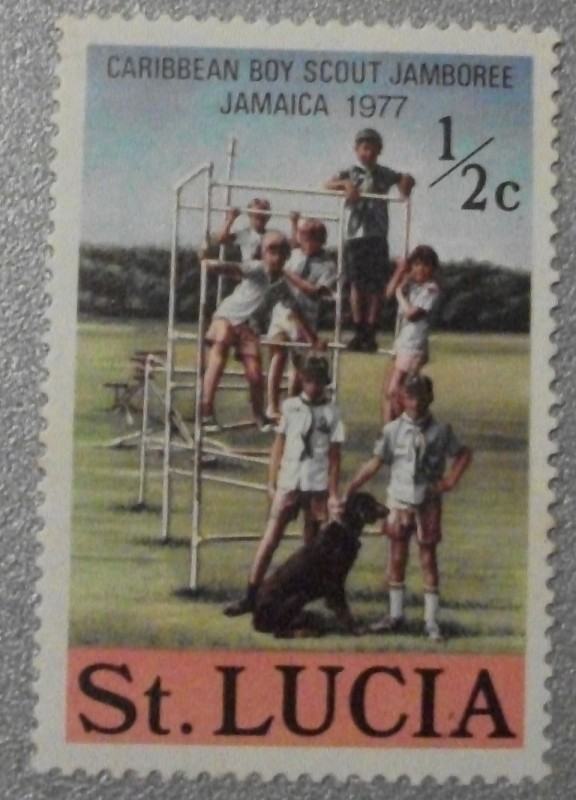 CARIBBEAN BOY SCOUT JAMBOREE
JAMAICA 1977
1/2c
St. LUCIA